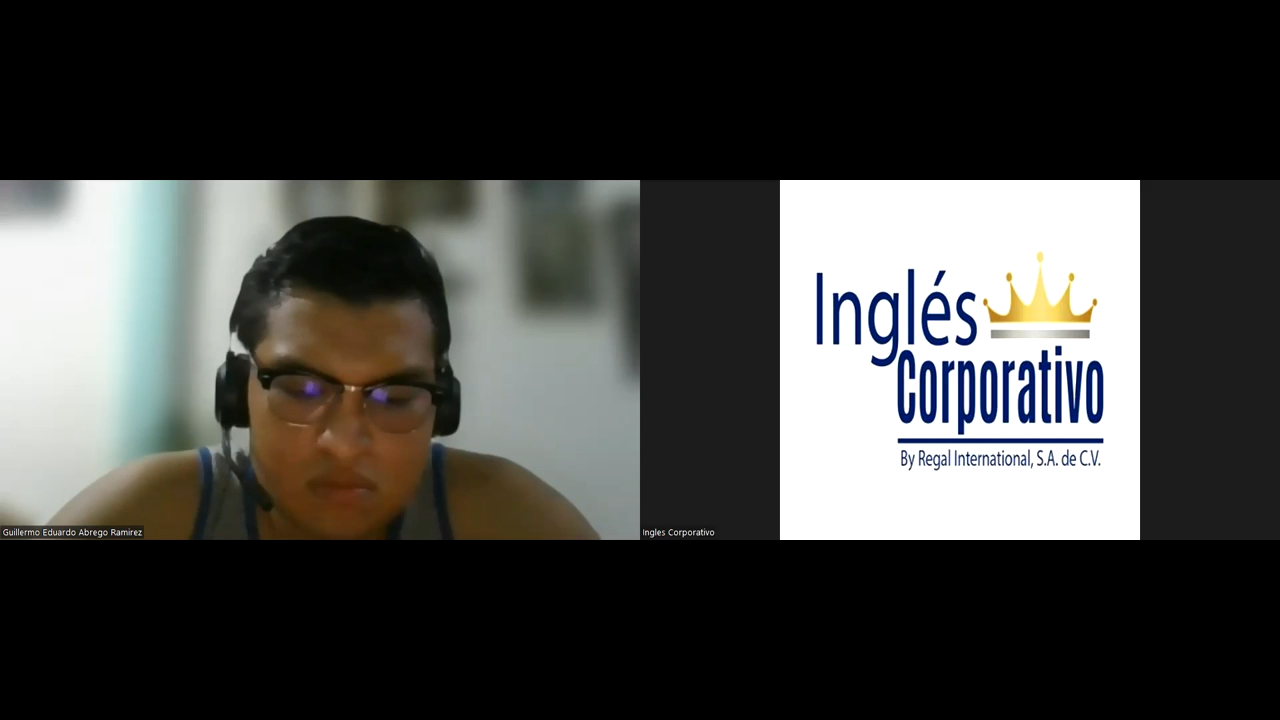 Inglés
Corporativo
By Regal International, S.A. de C.V.
Guillermo Eduardo Abrego Ramirez
Ingles Corporativo